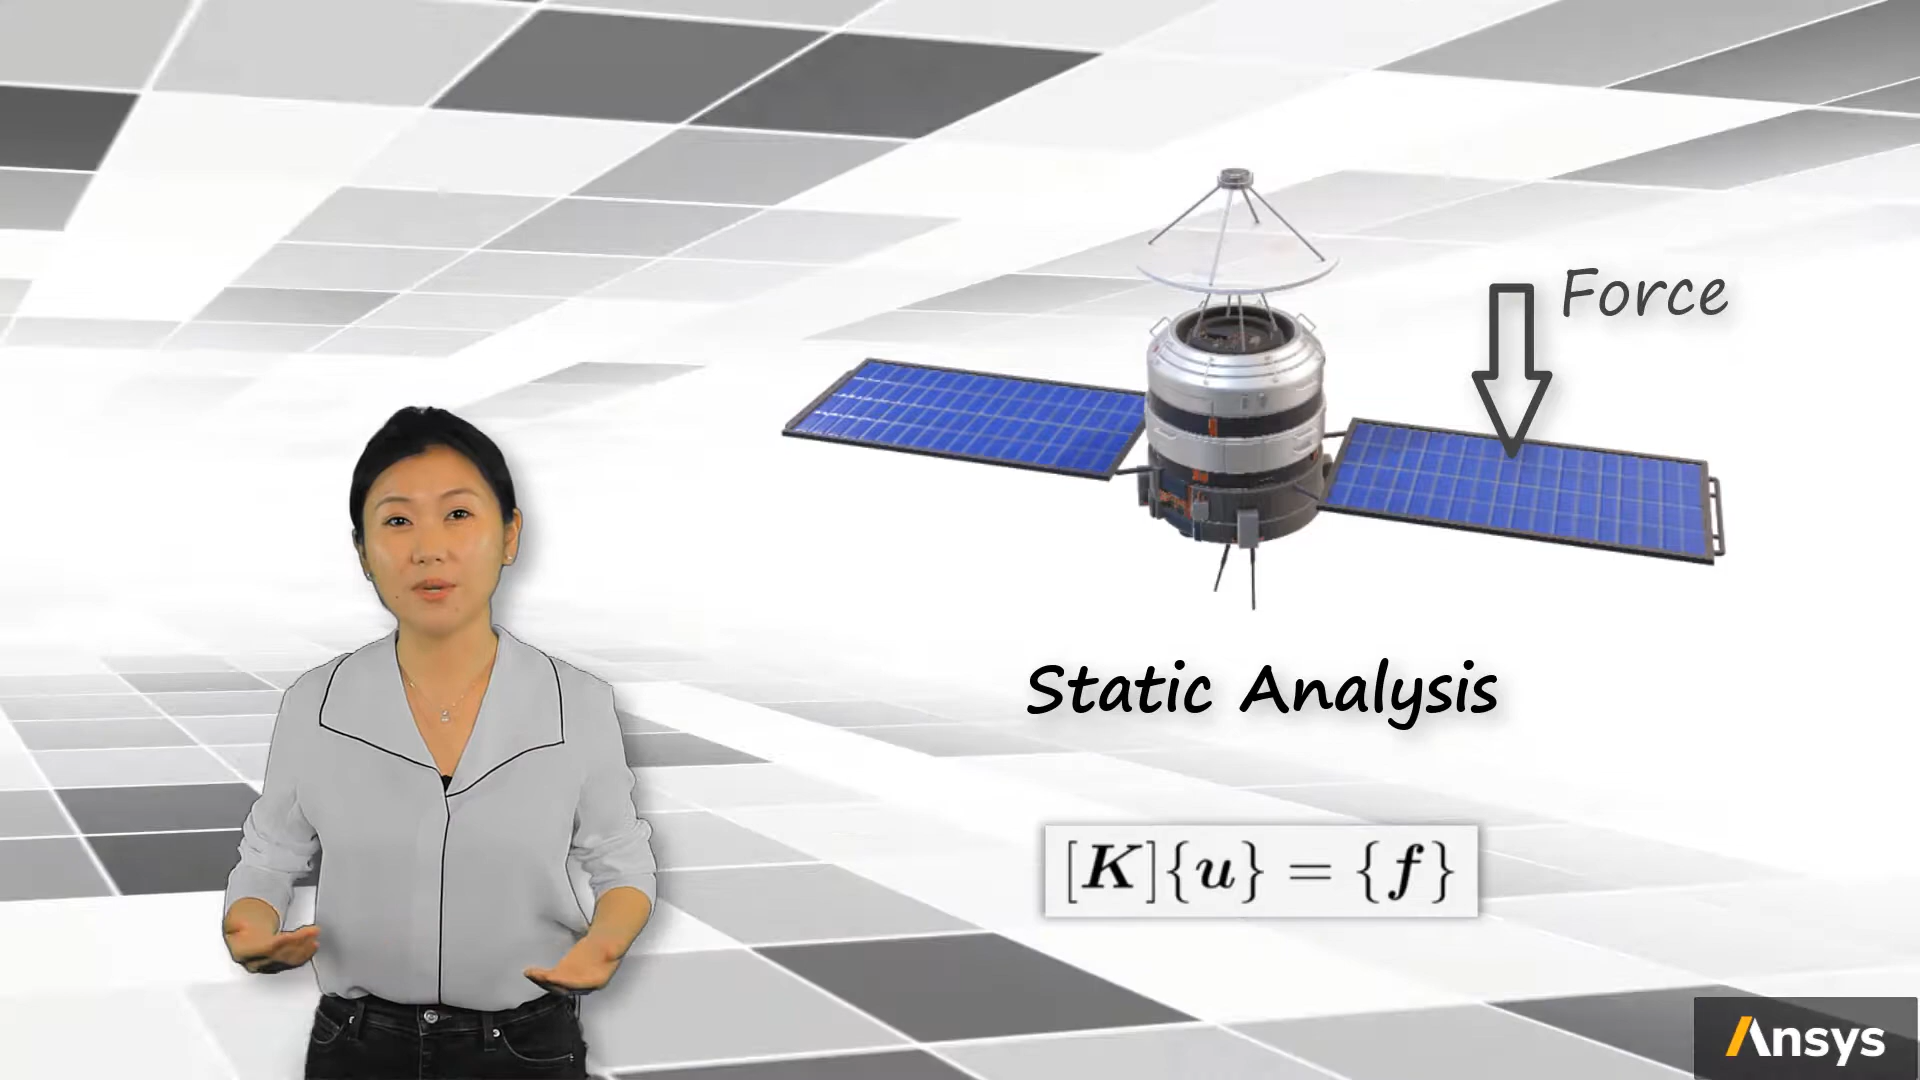 Force
Static Analysis
[K]{u} = {f}
Ansys